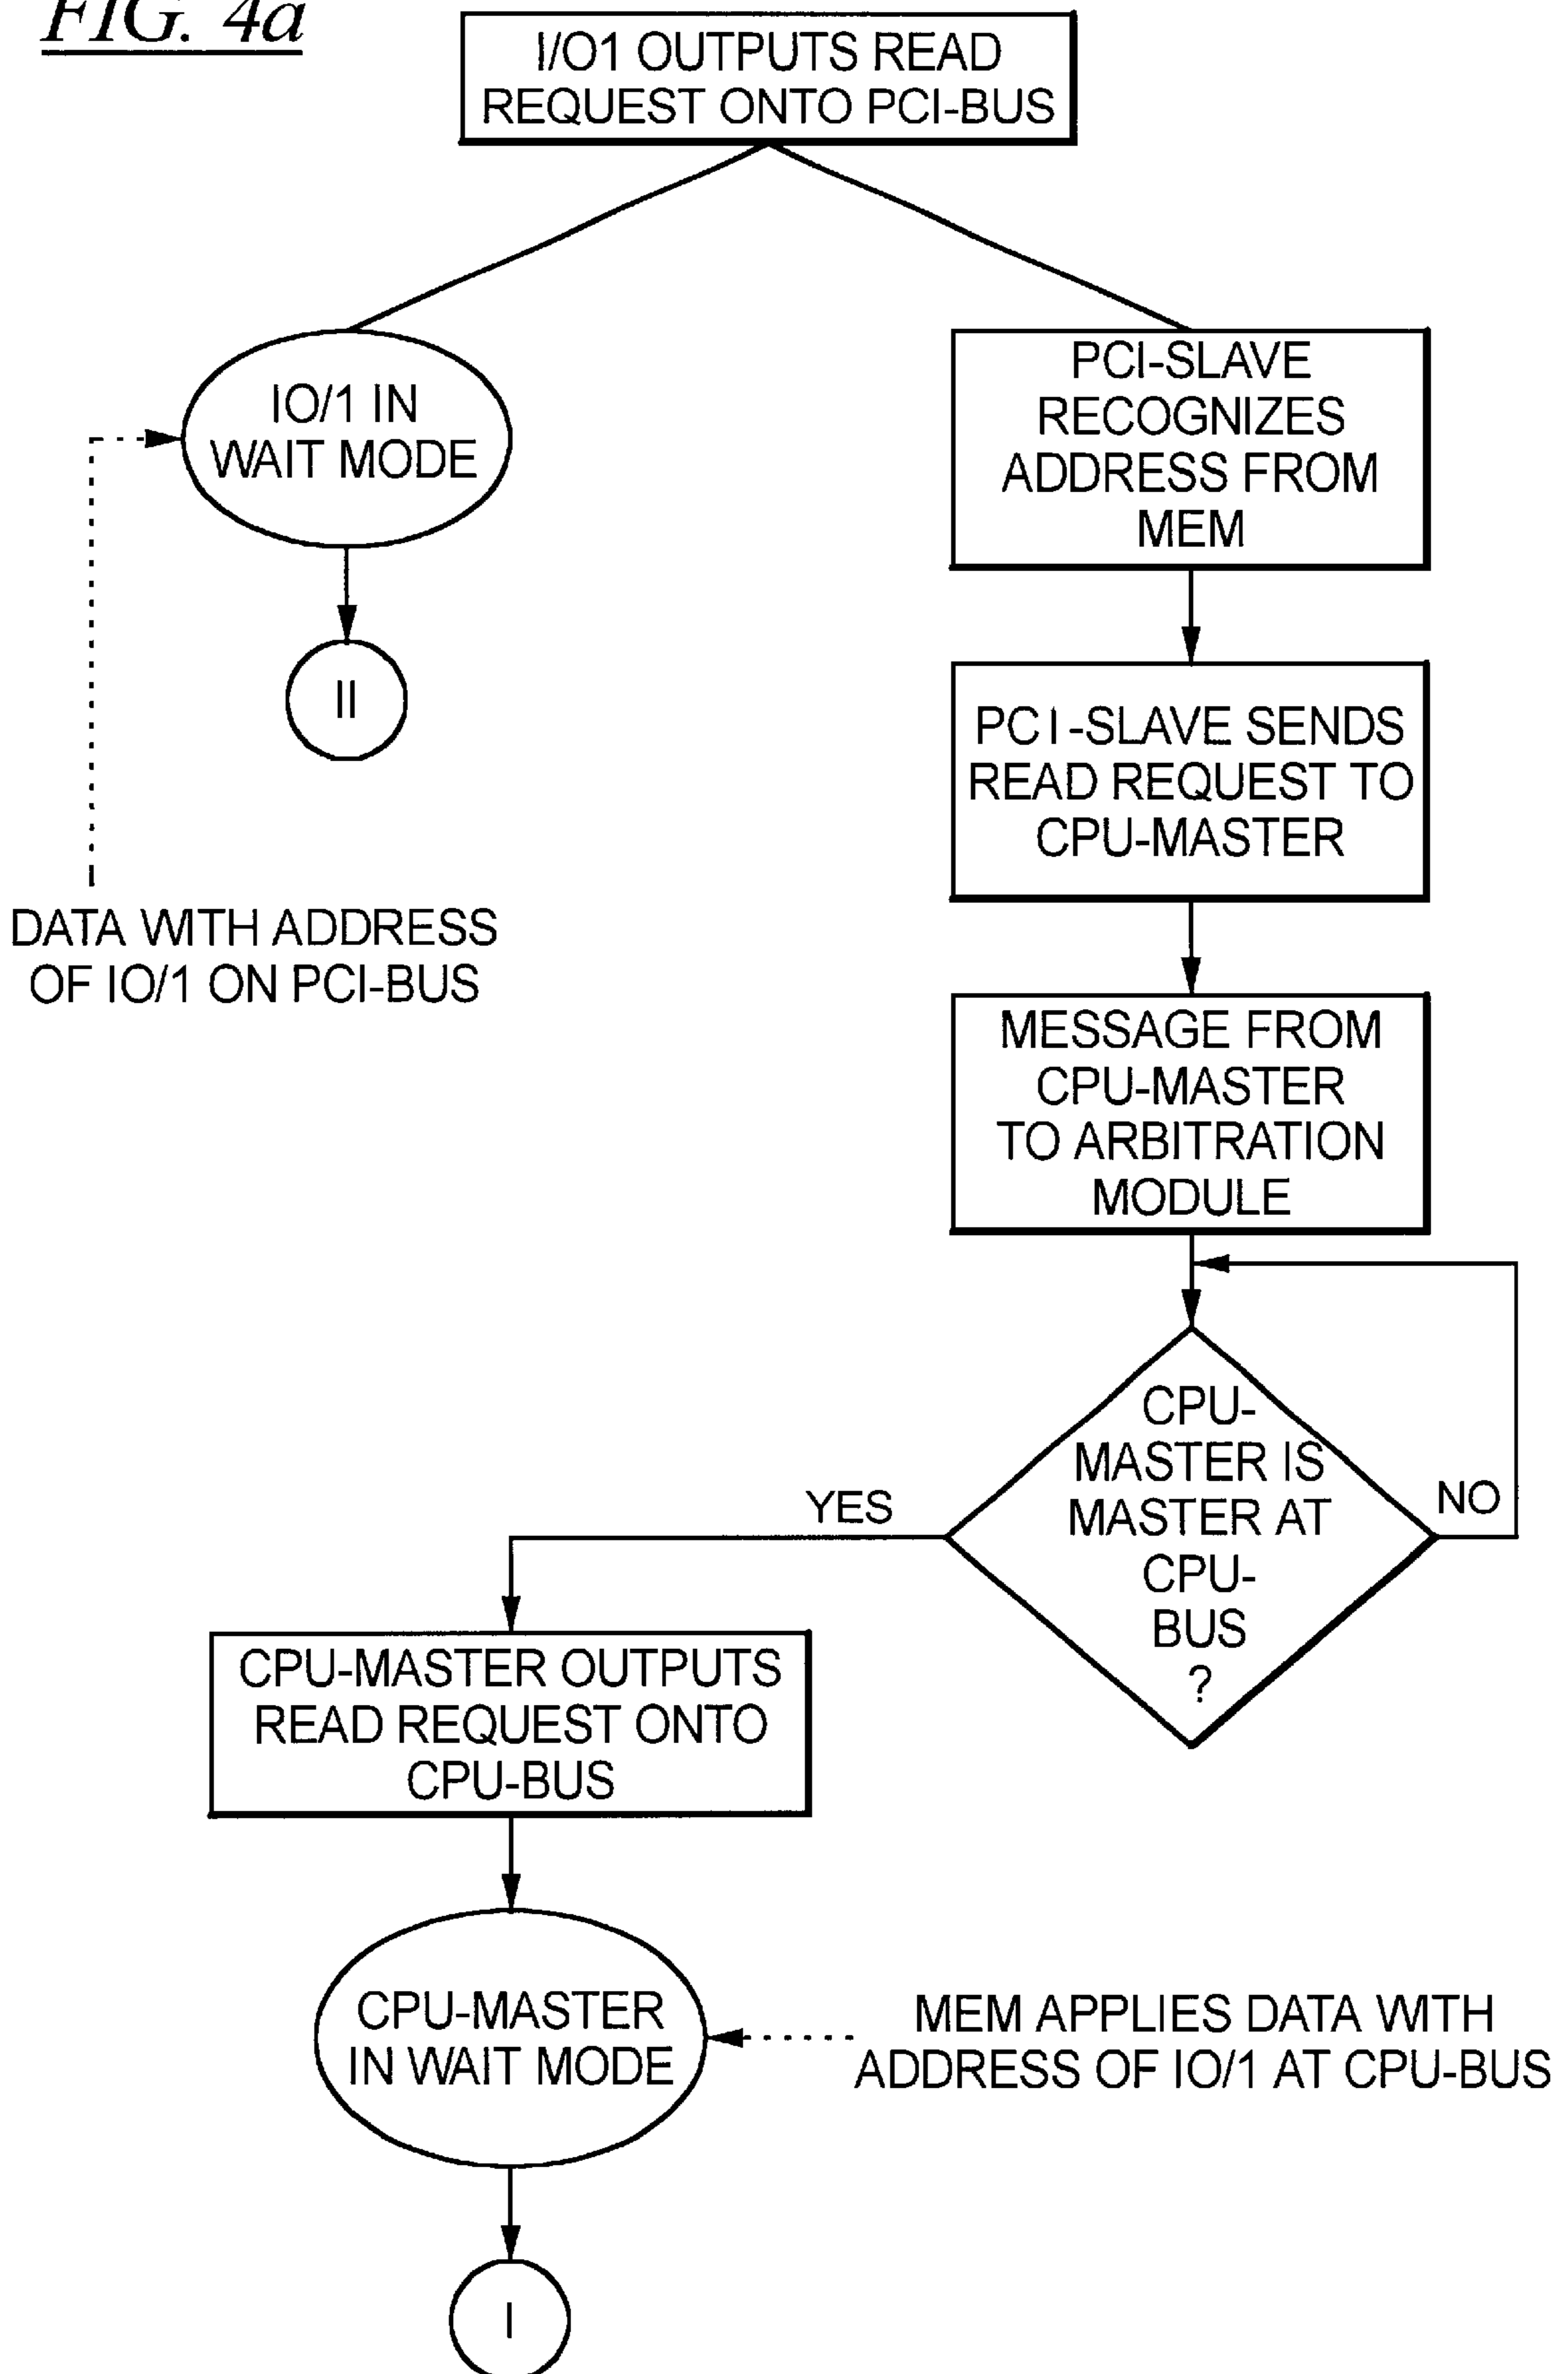 FIG. 4a
I/O1 OUTPUTS READ
REQUEST ONTO PCI-BUS
IO/1 IN
WAIT MODE
II
DATA WITH ADDRESS
OF IO/1 ON PCI-BUS
PCI-SLAVE
RECOGNIZES
ADDRESS FROM
MEM
PCI-SLAVE SENDS
READ REQUEST TO
CPU-MASTER
MESSAGE FROM
CPU-MASTER
TO ARBITRATION
MODULE
CPU-
MASTER IS
MASTER AT
CPU-
BUS
?
YES
NO
CPU-MASTER OUTPUTS
READ REQUEST ONTO
CPU-BUS
CPU-MASTER
IN WAIT MODE
MEM APPLIES DATA WITH
ADDRESS OF IO/1 AT CPU-BUS
I